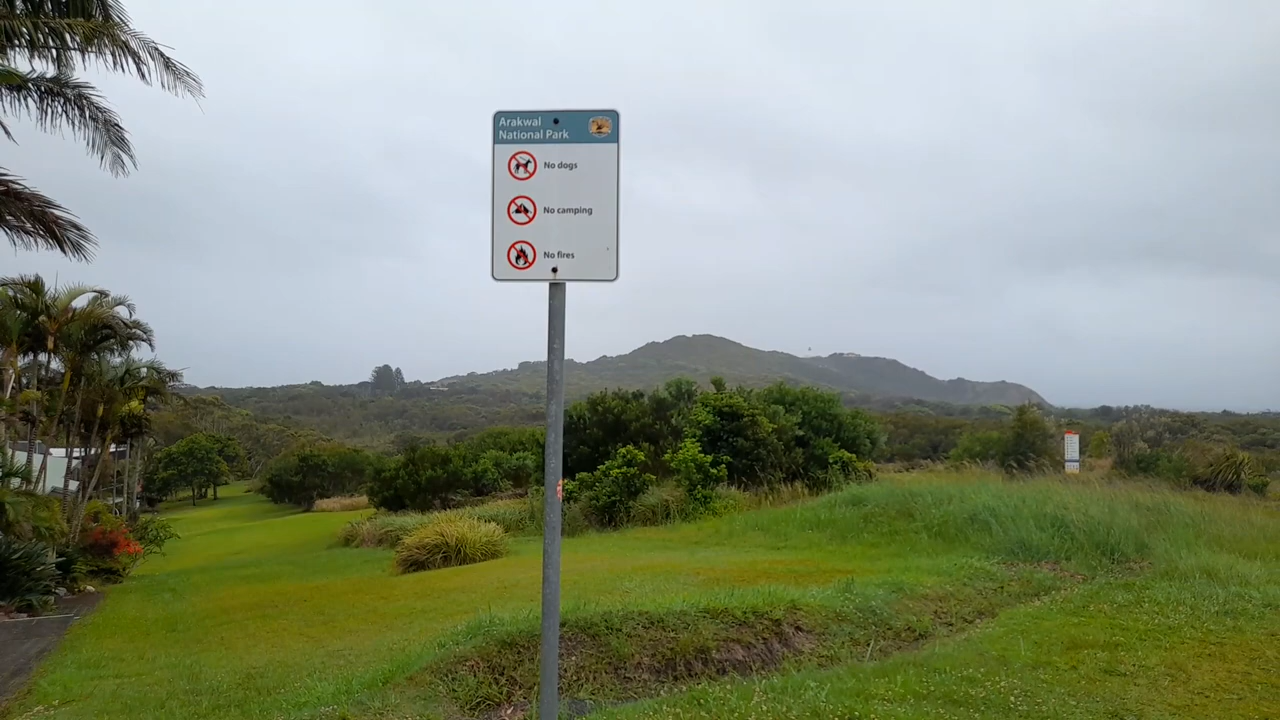 Arakwal
National Park
No dogs
No camping
No fires